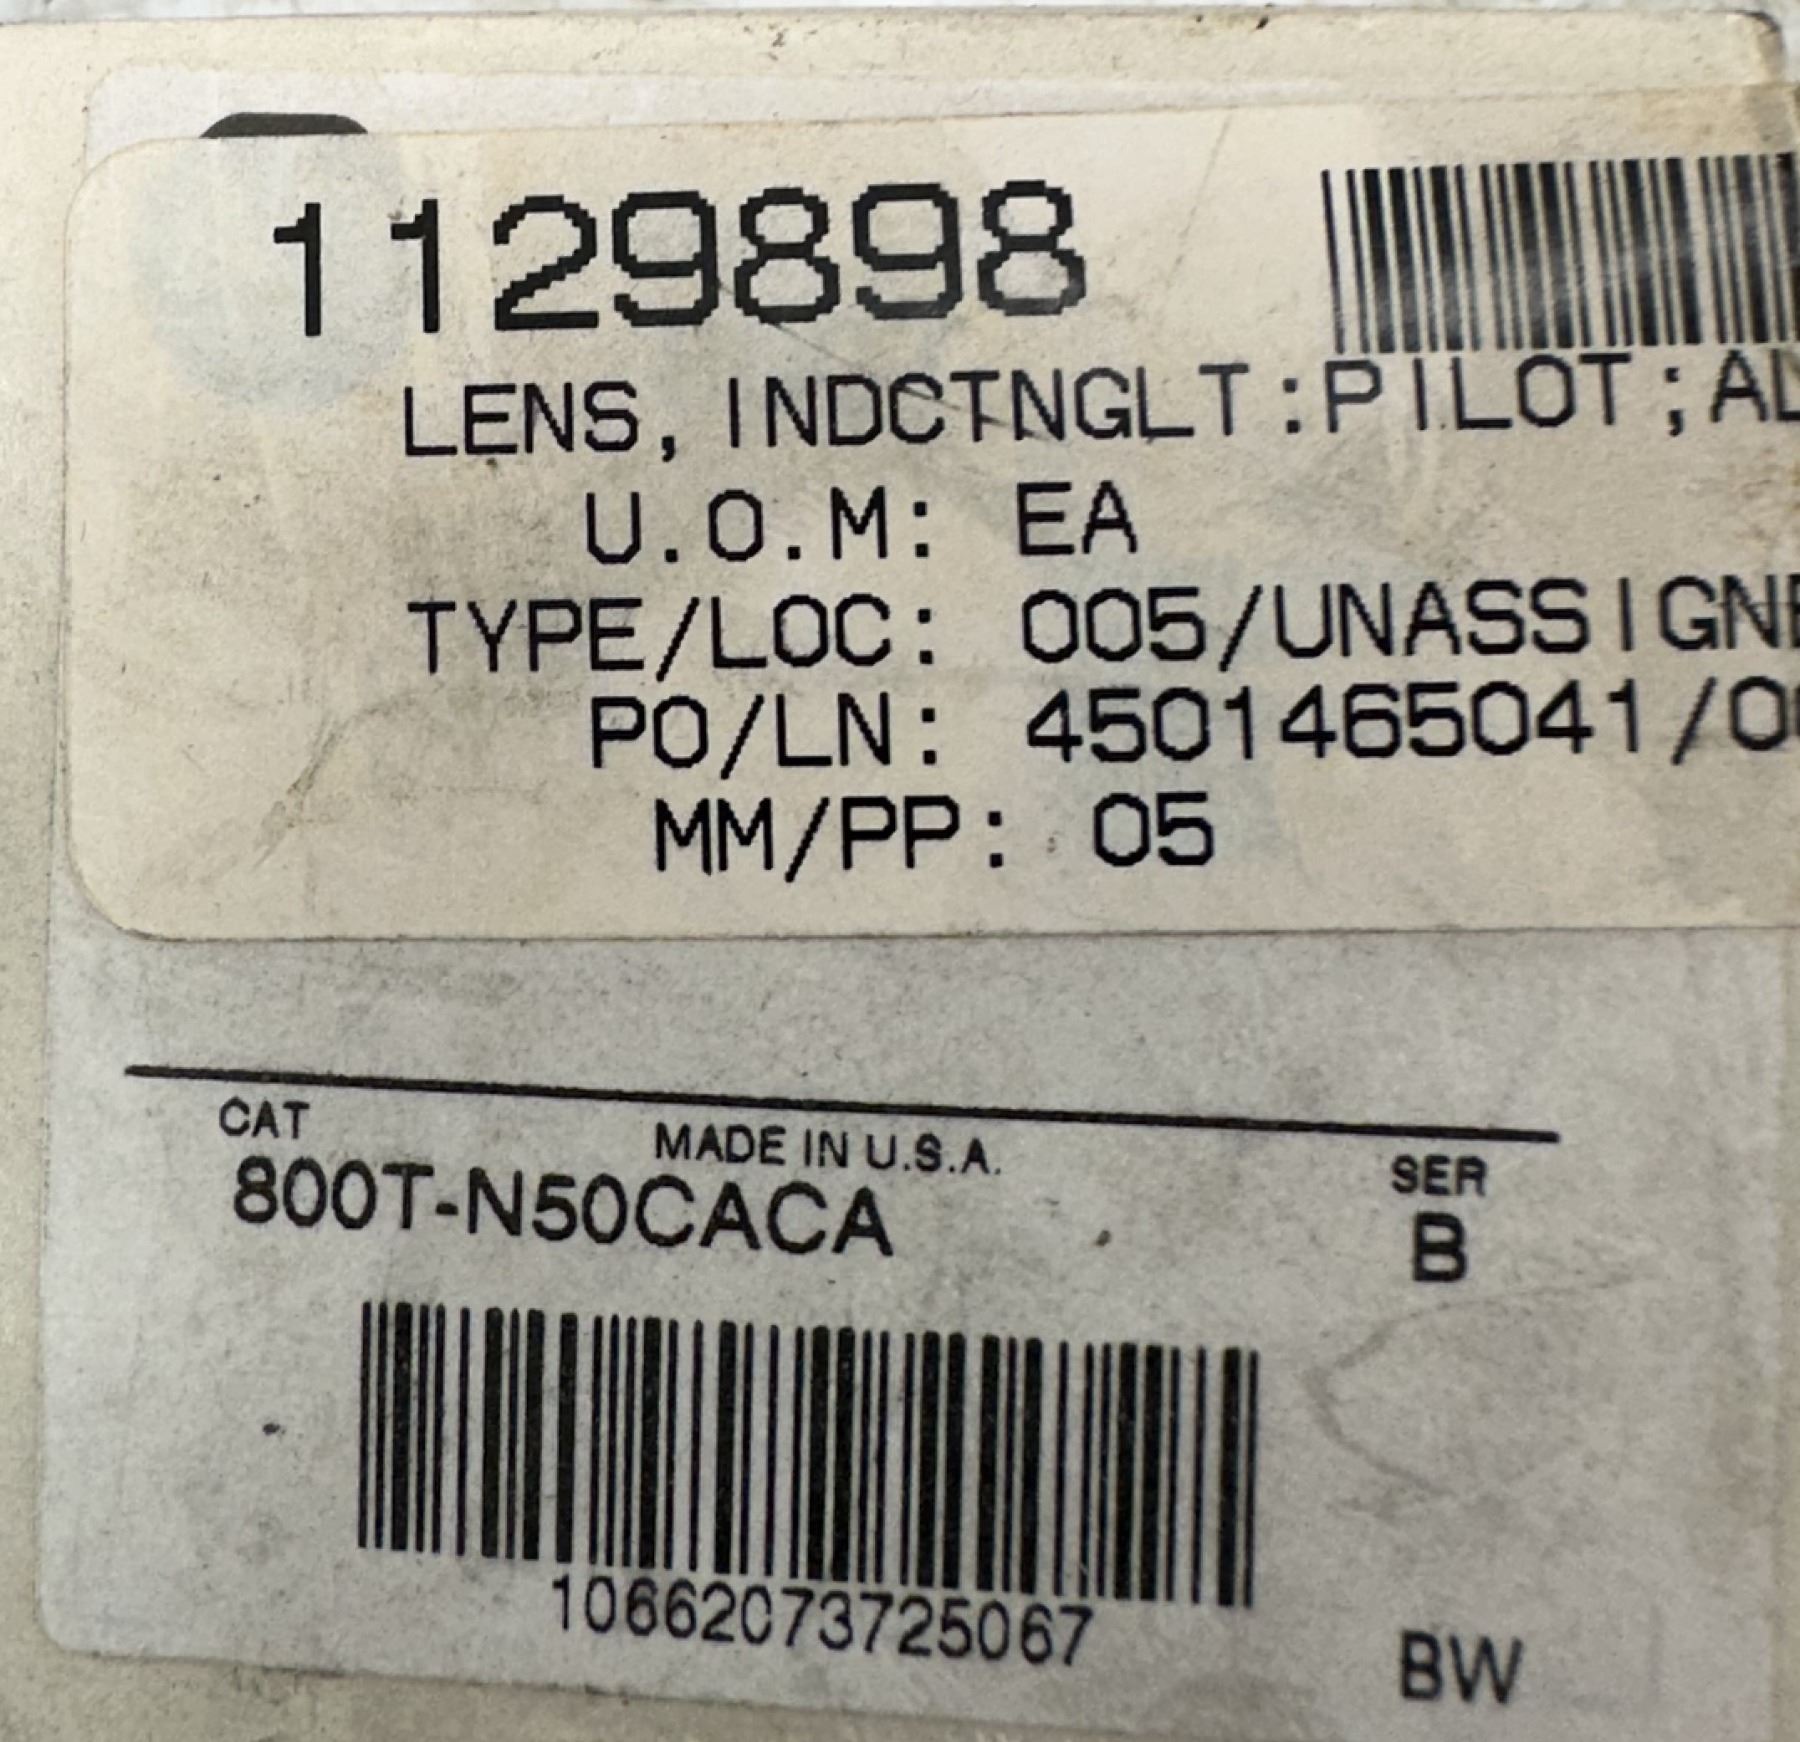 1129898
LENS, INDCTNGLT:PILOT;AL
U.O.M: EA
TYPE/LOC: 005/UNASSIGNE
PO/LN: 4501465041/00
MM/PP: 05
CAT
MADE IN U.S.A.
SER
800T-N50CACA
B
10662073725067
BW